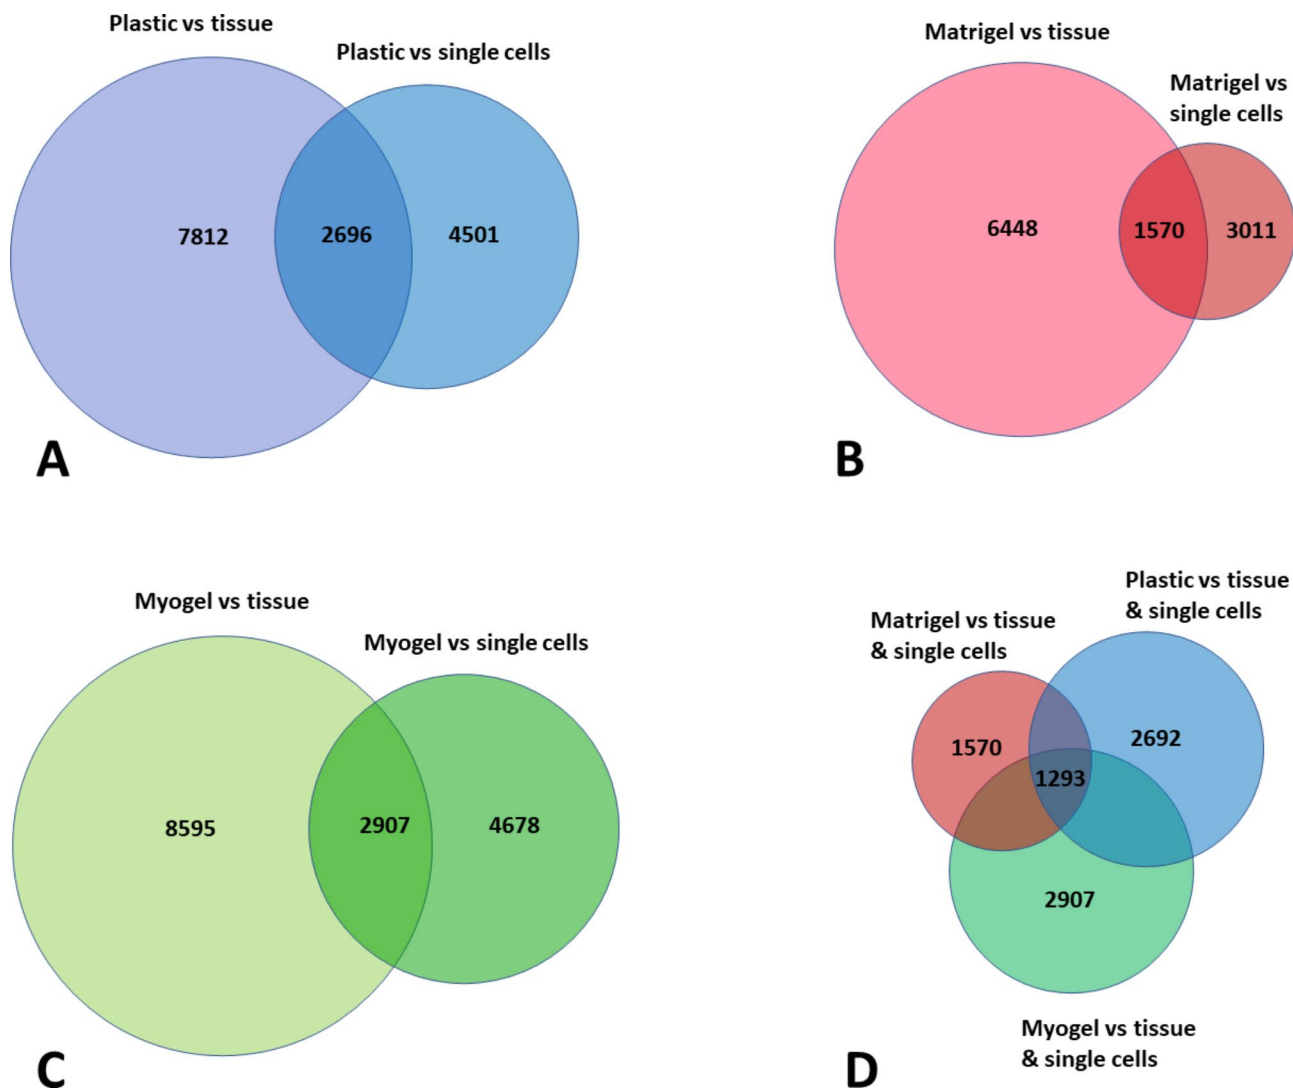 Plastic vs tissue
Plastic vs single cells
7812
2696
4501
A
Matrigel vs tissue
Matrigel vs
single cells
6448
1570
3011
B
Myogel vs tissue
Myogel vs single cells
8595
2907
4678
C
Plastic vs tissue
& single cells
Matrigel vs tissue
& single cells
1570
2692
1293
2907
Myogel vs tissue
& single cells
D